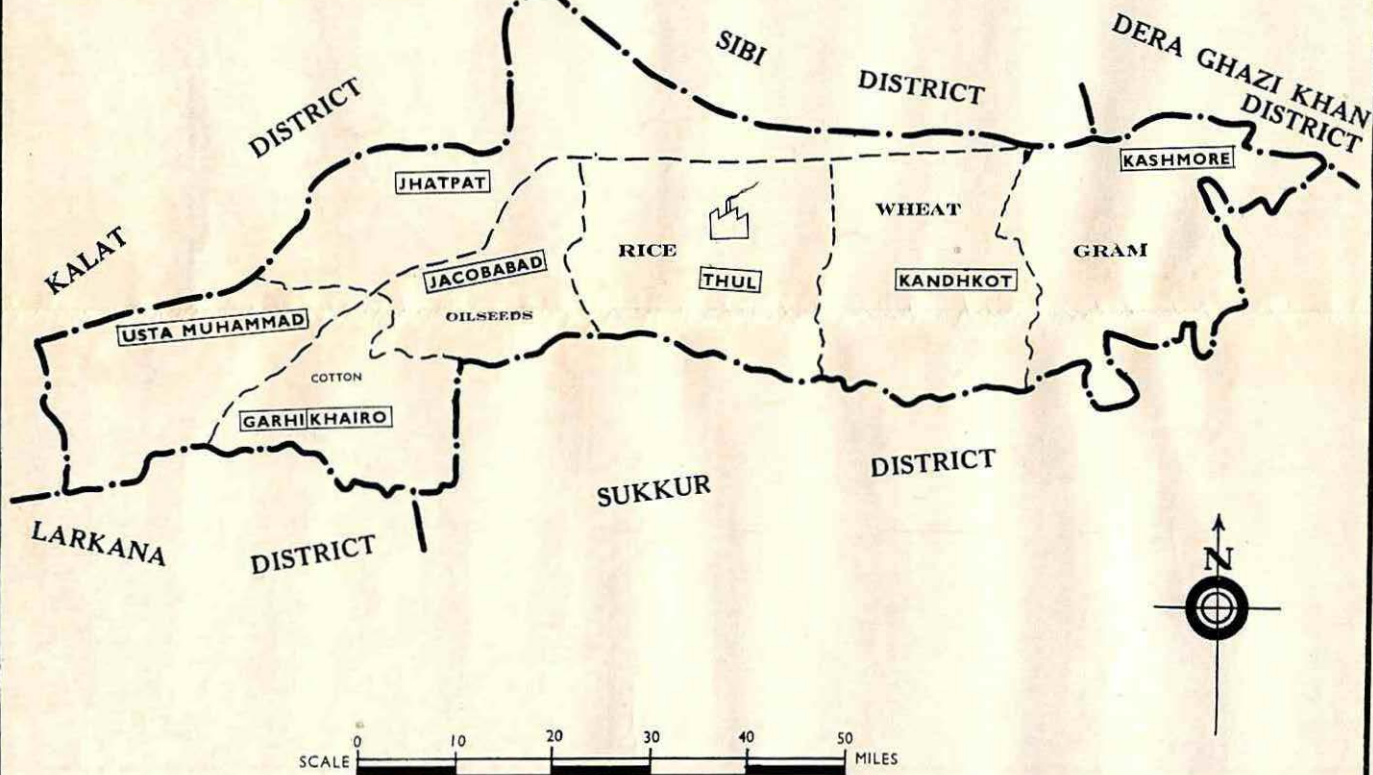 SIBI
DISTRICT
DERA GHAZI KHAN
DISTRICT
DISTRICT
KALAT
KASHMORE
JHATPAT
WHEAT
RICE
GRAM
JACOBABAD
THUL
KANDHKOT
OILSEEDS
USTA MUHAMMAD
COTTON
GARHI KHAIRO
SUKKUR
DISTRICT
LARKANA
DISTRICT
N
0 10 20 30 40 50
SCALE MILES